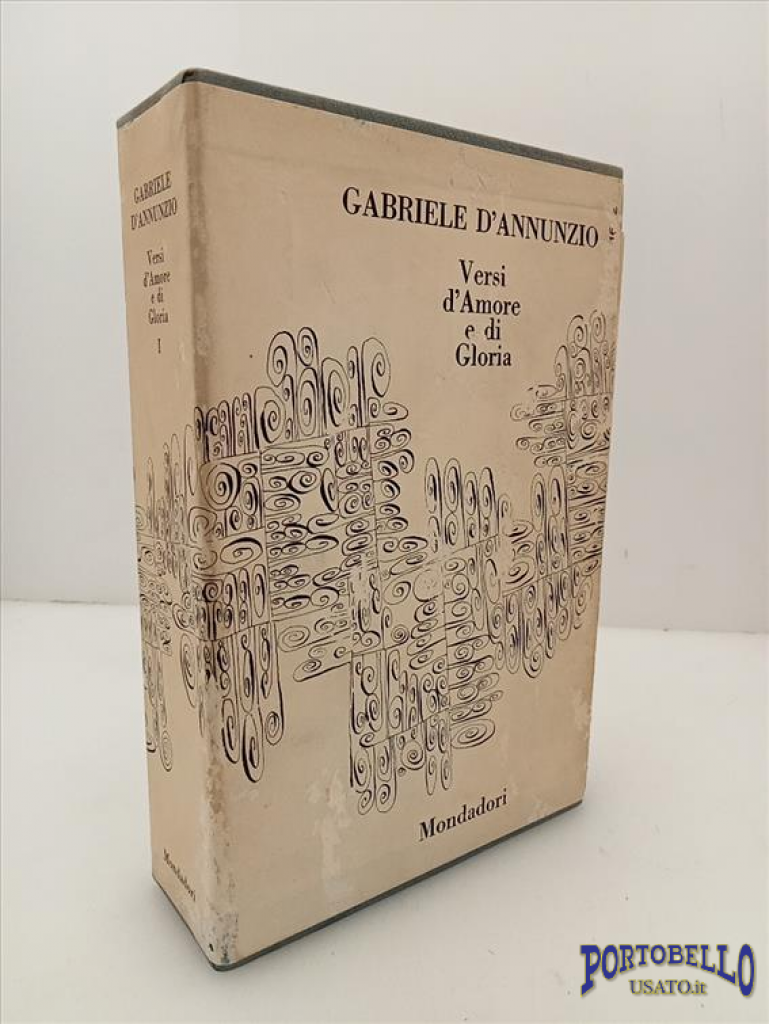 GABRIELE
D'ANNUNZIO
Versi
d'Amore
e di
Gloria
I
Mondadori
GABRIELE D'ANNUNZIO
Versi
d'Amore
e di
Gloria
Mondadori
PORTOBELLO
USATO.it